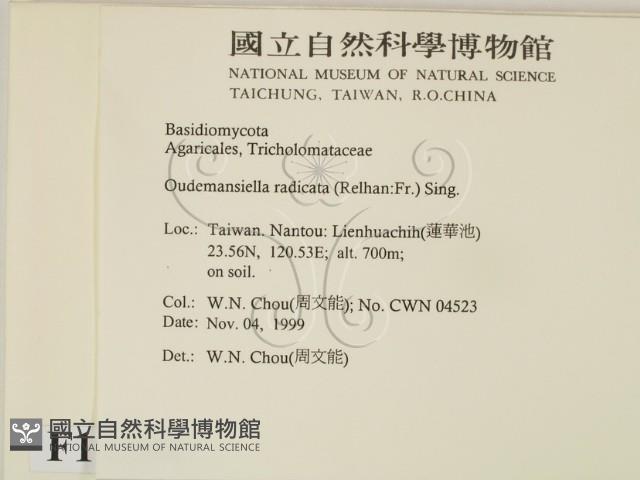 國立自然科學博物館
NATIONAL MUSEUM OF NATURAL SCIENCE
TAICHUNG, TAIWAN, R.O.CHINA
Basidiomycota
Agaricales, Tricholomataceae
Oudemansiella radicata (Relhan:Fr.) Sing.
Loc.: Taiwan. Nantou: Lienhuachih(蓮華池)
23.56N, 120.53E; alt. 700m;
on soil.
Col.: W.N. Chou(周文能); No. CWN 04523
Date: Nov. 04, 1999
Det.: W.N. Chou(周文能)
國立自然科學博物館
NATIONAL MUSEUM OF NATURAL SCIENCE